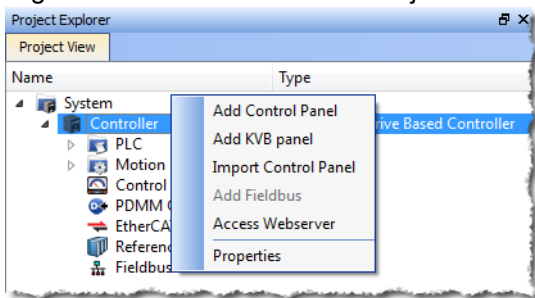 Project Explorer
Project View
Name Type
System
Controller rive Based Controller
PLC
Motion
Control
PDMM
EtherCA
Referenc
Fieldbus
Add Control Panel
Add KVB panel
Import Control Panel
Add Fieldbus
Access Webserver
Properties